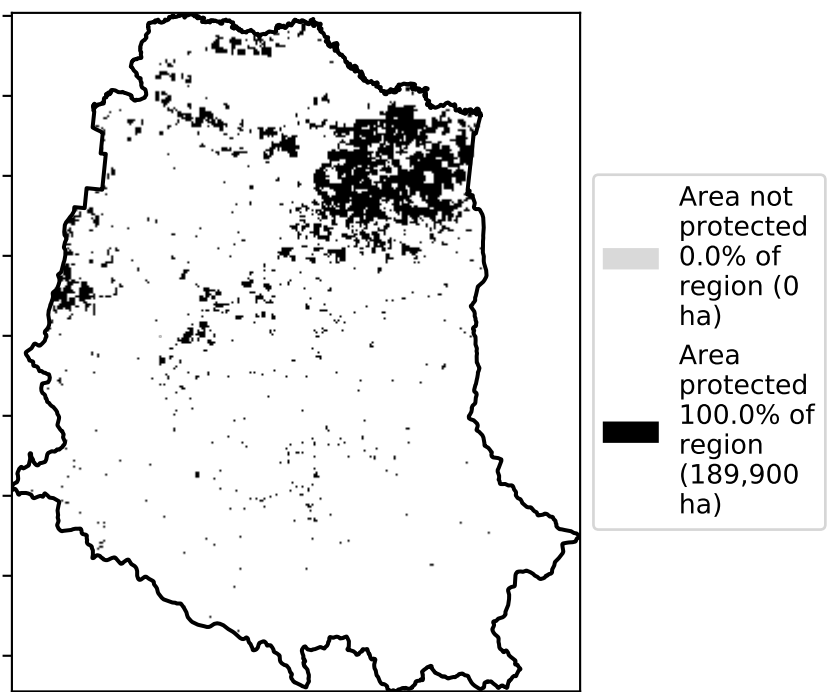 Area not
protected
0.0% of
region (0
ha)
Area
protected
100.0% of
region
(189,900
ha)